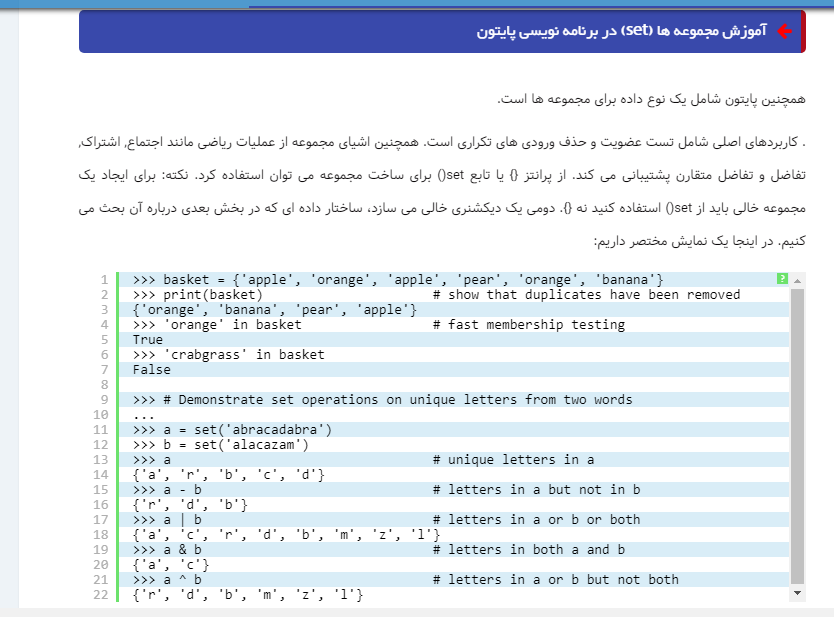 آموزش مجموعه ها (set) در برنامه نویسی پایتون
همچنین پایتون شامل یک نوع داده برای مجموعه ها است.
. کاربردهای اصلی شامل تست عضویت و حذف ورودی های تکراری است. همچنین اشیای مجموعه از عملیات ریاضی مانند اجتماع, اشتراک,
تفاضل و تفاضل متقارن پشتیبانی می کند. از پرانتز {} یا تابع set() برای ساخت مجموعه می توان استفاده کرد. نکته: برای ایجاد یک
مجموعه خالی باید از set() استفاده کنید نه {}. دومی یک دیکشنری خالی می سازد، ساختار داده ای که در بخش بعدی درباره آن بحث می
کنیم. در اینجا یک نمایش مختصر داریم:
?
1 >>> basket = {'apple', 'orange', 'apple', 'pear', 'orange', 'banana'}
2 >>> print(basket) # show that duplicates have been removed
3 {'orange', 'banana', 'pear', 'apple'}
4 >>> 'orange' in basket # fast membership testing
5 True
6 >>> 'crabgrass' in basket
7 False
8
9 >>> # Demonstrate set operations on unique letters from two words
10 ...
11 >>> a = set('abracadabra')
12 >>> b = set('alacazam')
13 >>> a # unique letters in a
14 {'a', 'r', 'b', 'c', 'd'}
15 >>> a - b # letters in a but not in b
16 {'r', 'd', 'b'}
17 >>> a | b # letters in a or b or both
18 {'a', 'c', 'r', 'd', 'b', 'm', 'z', 'l'}
19 >>> a & b # letters in both a and b
20 {'a', 'c'}
21 >>> a ^ b # letters in a or b but not both
22 {'r', 'd', 'b', 'm', 'z', 'l'}